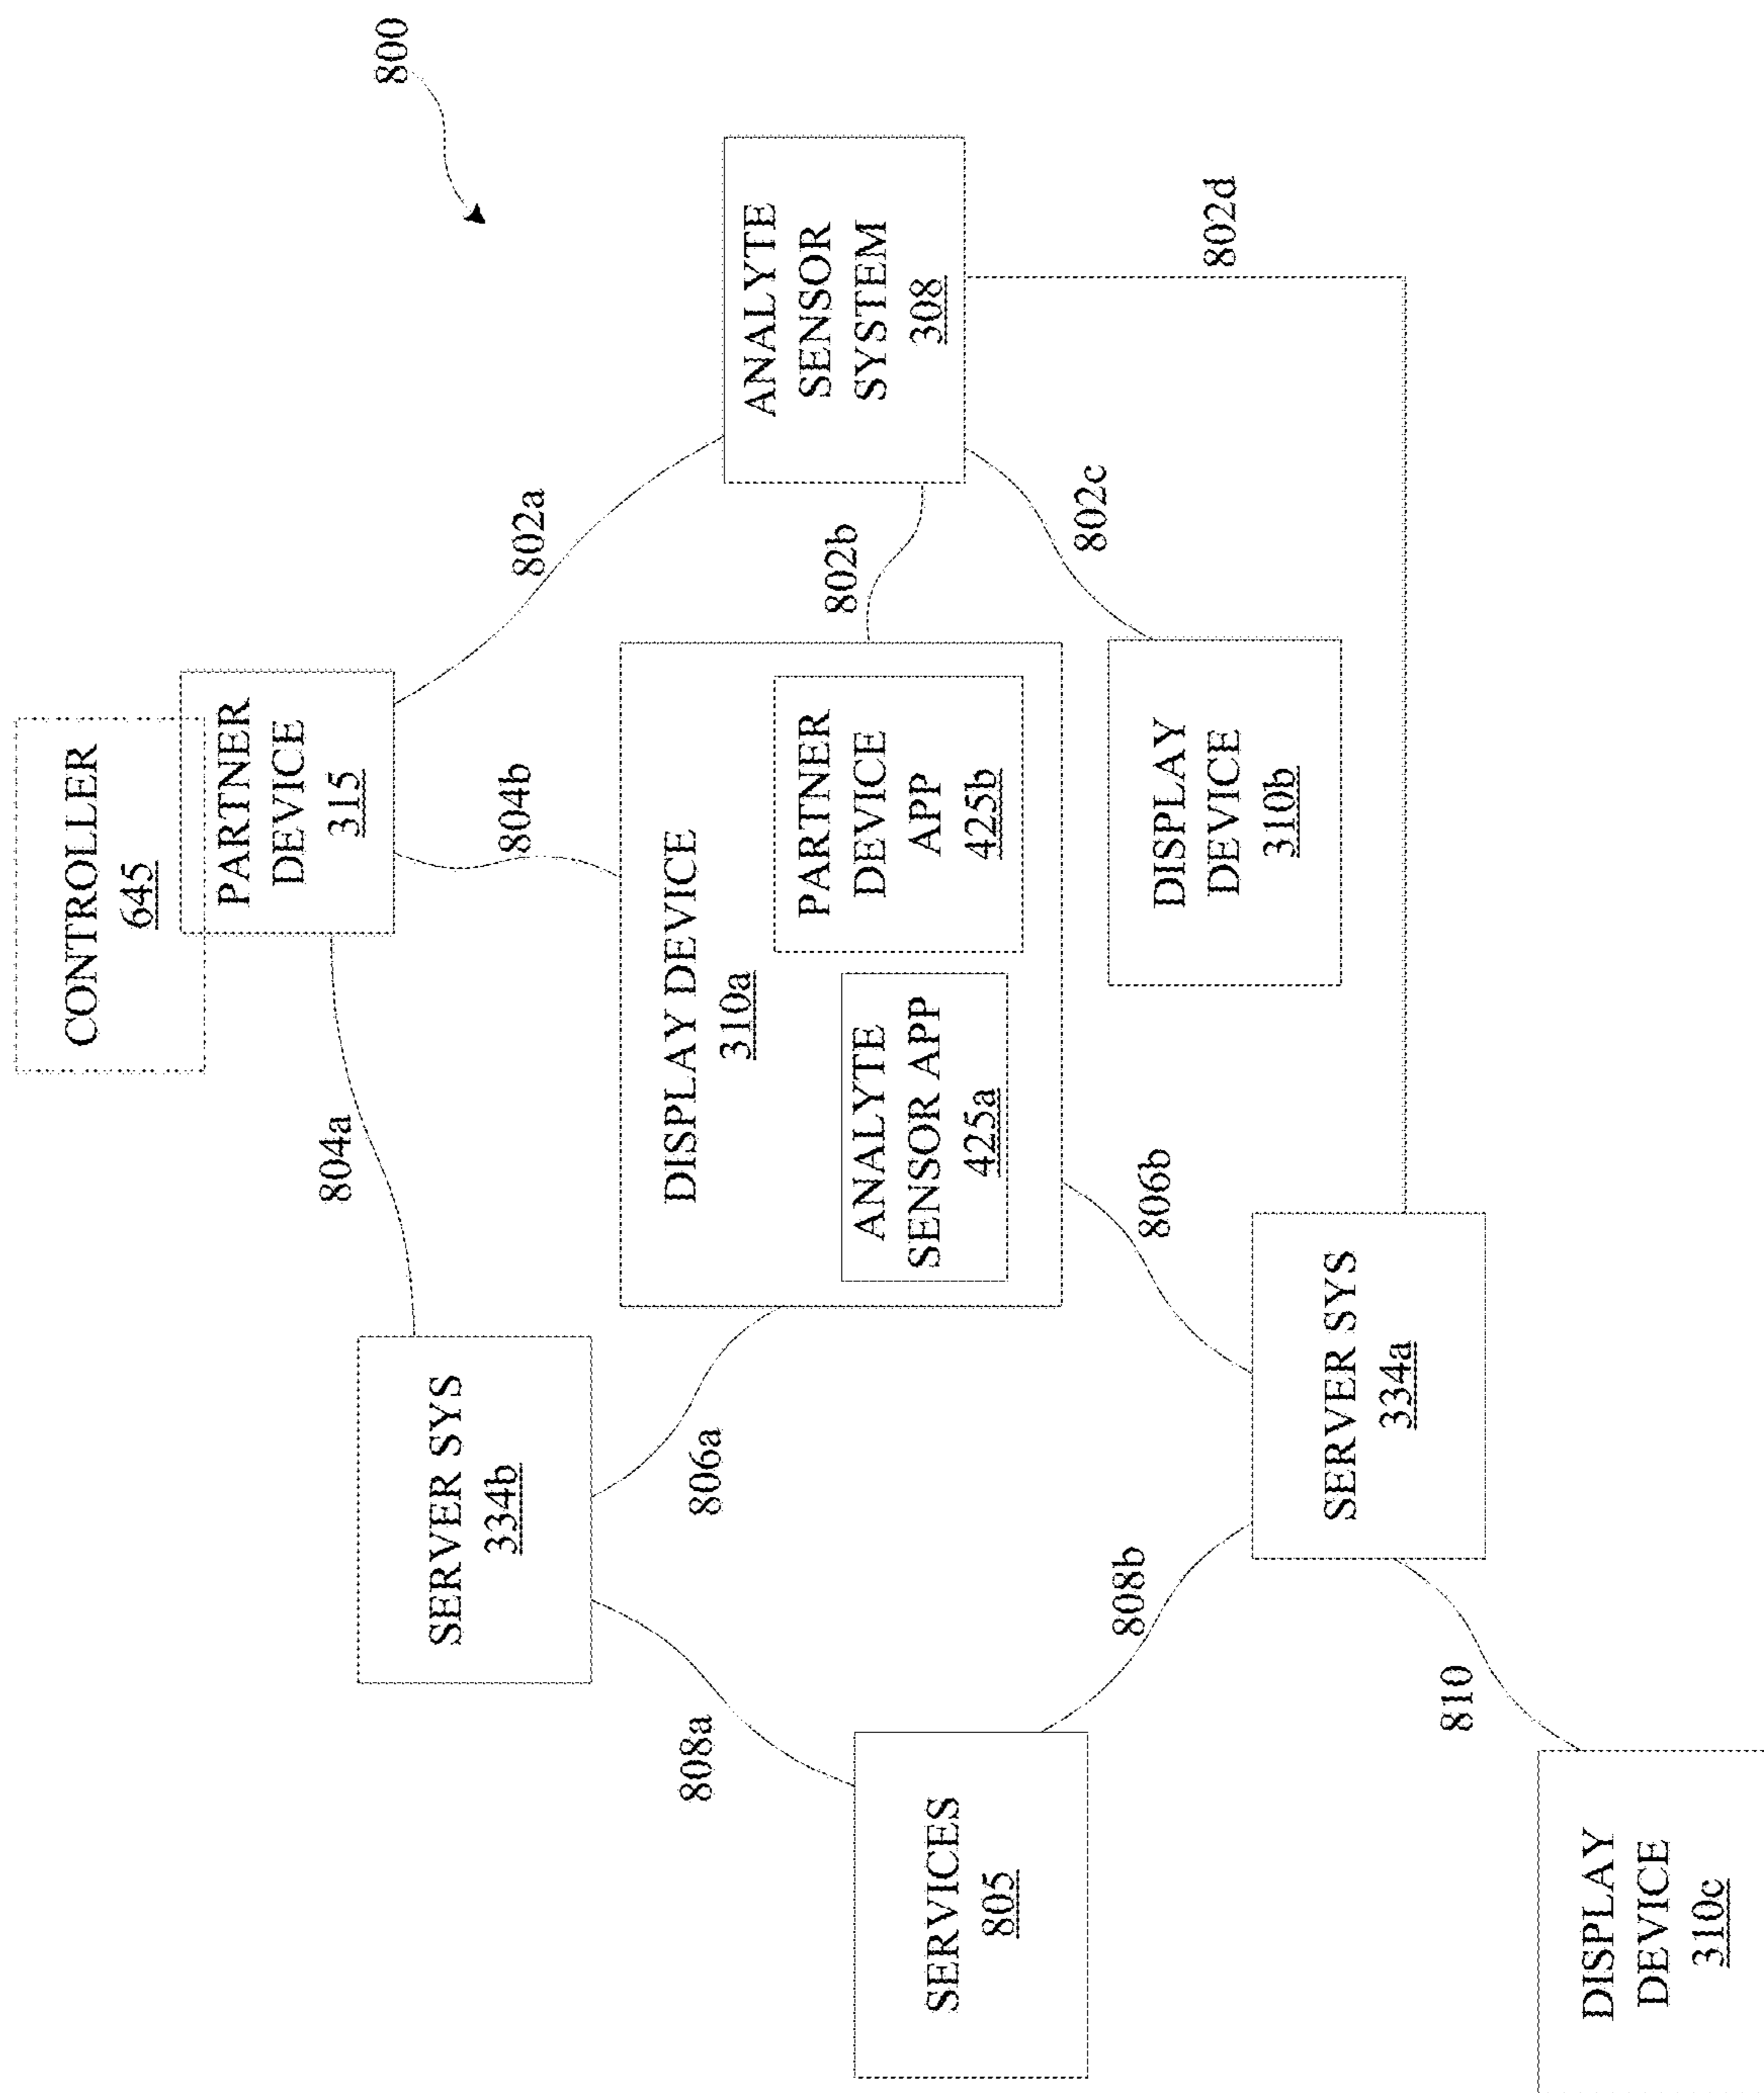 CONTROLLER
645
PARTNER
DEVICE
315
800
804a
SERVER SYS
334b
804b
802a
808a
806a
DISPLAY DEVICE
310a
ANALYTE
SENSOR APP
425a
PARTNER
DEVICE
APP
425b
802b
ANALYTE
SENSOR
SYSTEM
308
SERVICES
805
808b
806b
802c
DISPLAY
DEVICE
310b
802d
SERVER SYS
334a
810
DISPLAY
DEVICE
310c